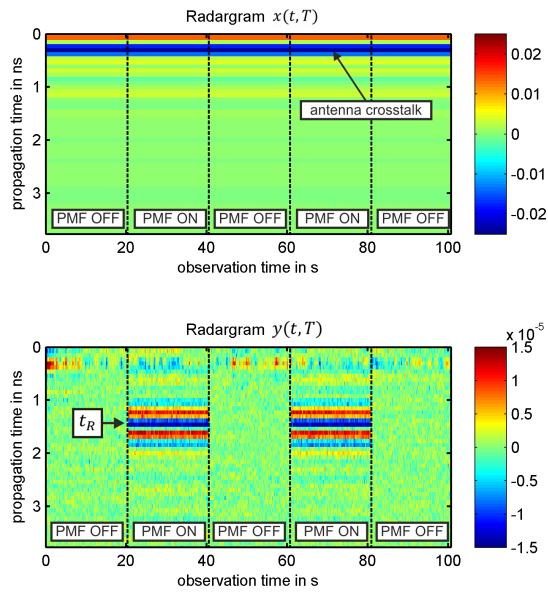 Radargram x(t,T)
0
1
2
3
propagation time in ns
antenna crosstalk
PMF OFF
PMF ON
PMF OFF
PMF ON
PMF OFF
0 20 40 60 80 100
observation time in s
0.02
0.01
0
-0.01
-0.02
Radargram y(t,T)
0
1
2
3
propagation time in ns
t_R
PMF OFF
PMF ON
PMF OFF
PMF ON
PMF OFF
0 20 40 60 80 100
observation time in s
x 10^-5
1.5
1
0.5
0
-0.5
-1
-1.5